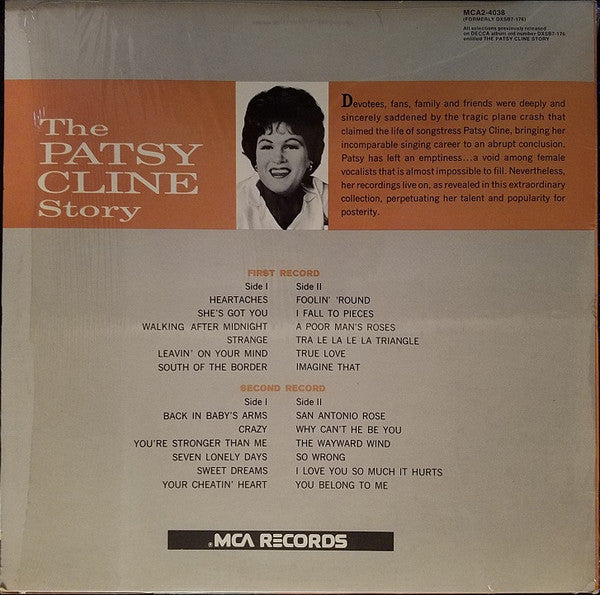 MCA2-4038
(FORMERLY DXSB7-176)
All selections previously released
on DECCA album ord number DXSB7-176
entitled THE PATSY CLINE STORY
The
PATSY
CLINE
Story
Devotees, fans, family and friends were deeply and
sincerely saddened by the tragic plane crash that
claimed the life of songstress Patsy Cline, bringing her
incomparable singing career to an abrupt conclusion.
Patsy has left an emptiness...a void among female
vocalists that is almost impossible to fill. Nevertheless,
her recordings live on, as revealed in this extraordinary
collection, perpetuating her talent and popularity for
posterity.
FIRST RECORD
Side I
HEARTACHES
SHE'S GOT YOU
WALKING AFTER MIDNIGHT
STRANGE
LEAVIN' ON YOUR MIND
SOUTH OF THE BORDER
Side II
FOOLIN' 'ROUND
I FALL TO PIECES
A POOR MAN'S ROSES
TRA LE LA LE LA TRIANGLE
TRUE LOVE
IMAGINE THAT
SECOND RECORD
Side I
BACK IN BABY'S ARMS
CRAZY
YOU'RE STRONGER THAN ME
SEVEN LONELY DAYS
SWEET DREAMS
YOUR CHEATIN' HEART
Side II
SAN ANTONIO ROSE
WHY CAN'T HE BE YOU
THE WAYWARD WIND
SO WRONG
I LOVE YOU SO MUCH IT HURTS
YOU BELONG TO ME
MCA RECORDS